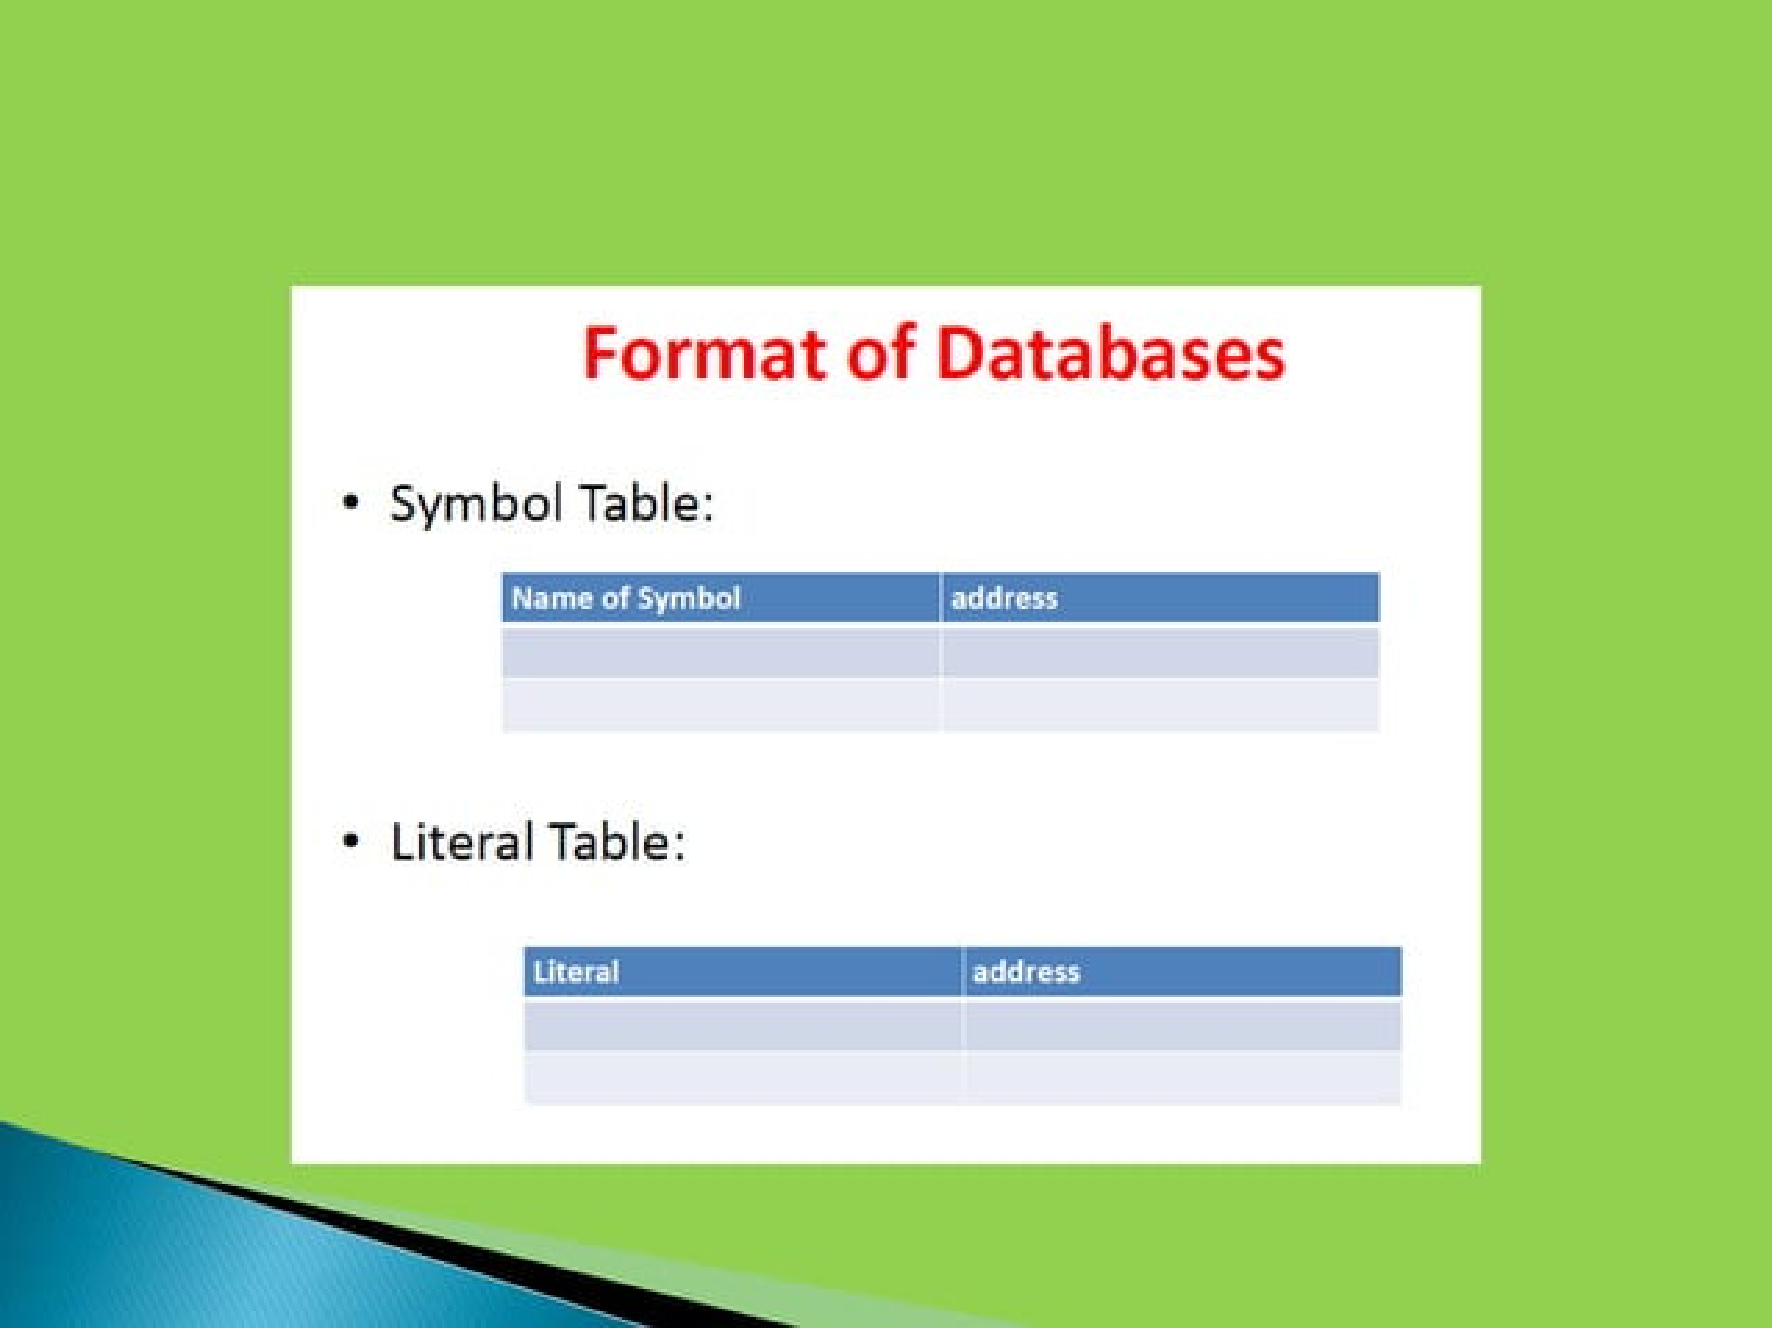 Format of Databases
• Symbol Table:
Name of Symbol address
• Literal Table:
Literal address